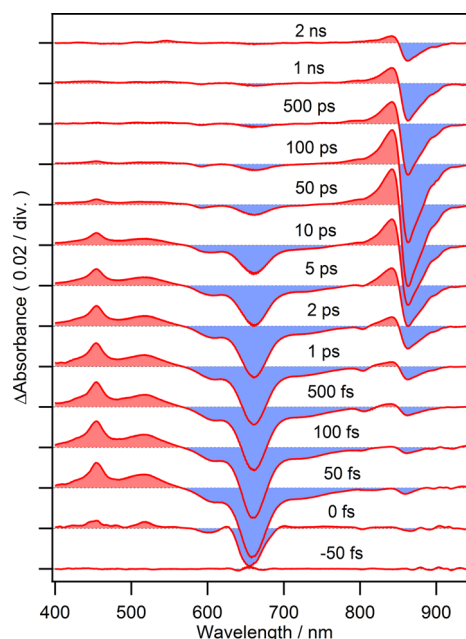 2 ns
1 ns
500 ps
100 ps
50 ps
10 ps
5 ps
2 ps
1 ps
500 fs
100 fs
50 fs
0 fs
-50 fs
ΔAbsorbance ( 0.02 / div. )
400 500 600 700 800 900
Wavelength / nm